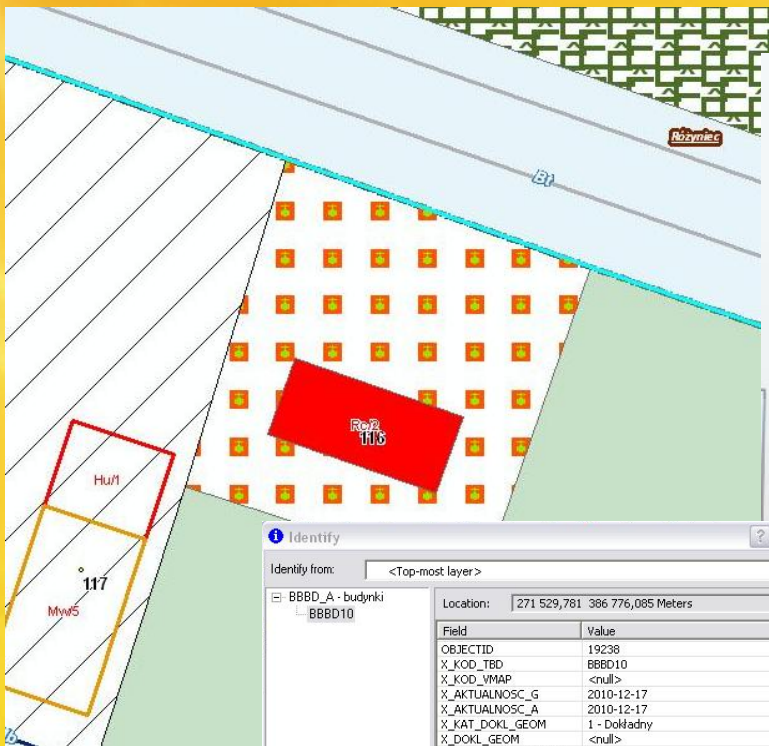 Różyniec
Bt
Rc/2
116
Hu/1
117
Mw/5
Identify
?
Identify from:
<Top-most layer>
BBBD_A - budynki
BBBD10
Location:
271 529,781 386 776,085 Meters
Field Value
OBJECTID 19238
X_KOD_TBD BBBD10
X_KOD_VMAP <null>
X_AKTUALNOSC_G 2010-12-17
X_AKTUALNOSC_A 2010-12-17
X_KAT_DOKL_GEOM 1 - Dokładny
X_DOKL_GEOM <null>